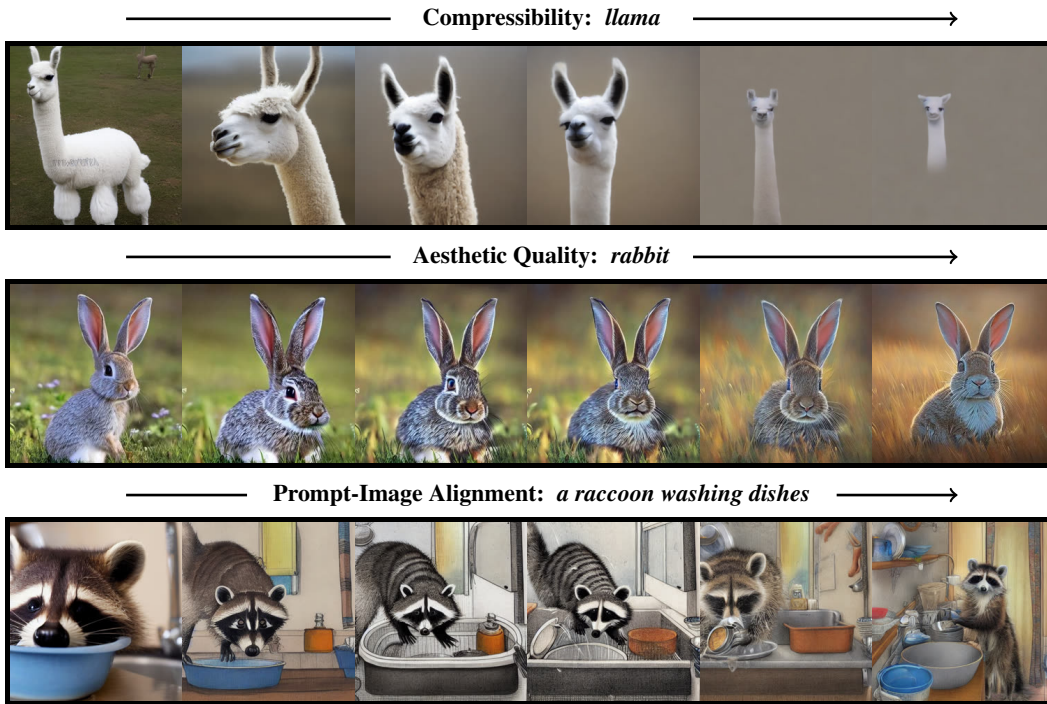 Compressibility: llama
Aesthetic Quality: rabbit
Prompt-Image Alignment: a raccoon washing dishes